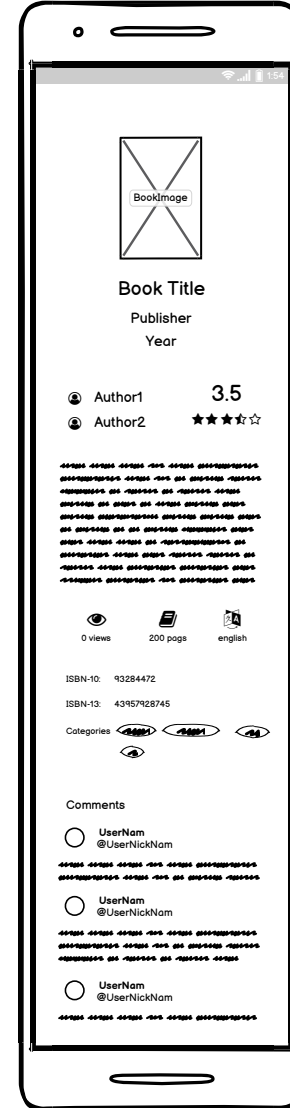 1:54
BookImage
Book Title
Publisher
Year
Author1 3.5
Author2
0 views 200 pags english
ISBN-10: 93284472
ISBN-13: 43957928745
Categories
Comments
UserNam
@UserNickNam
UserNam
@UserNickNam
UserNam
@UserNickNam